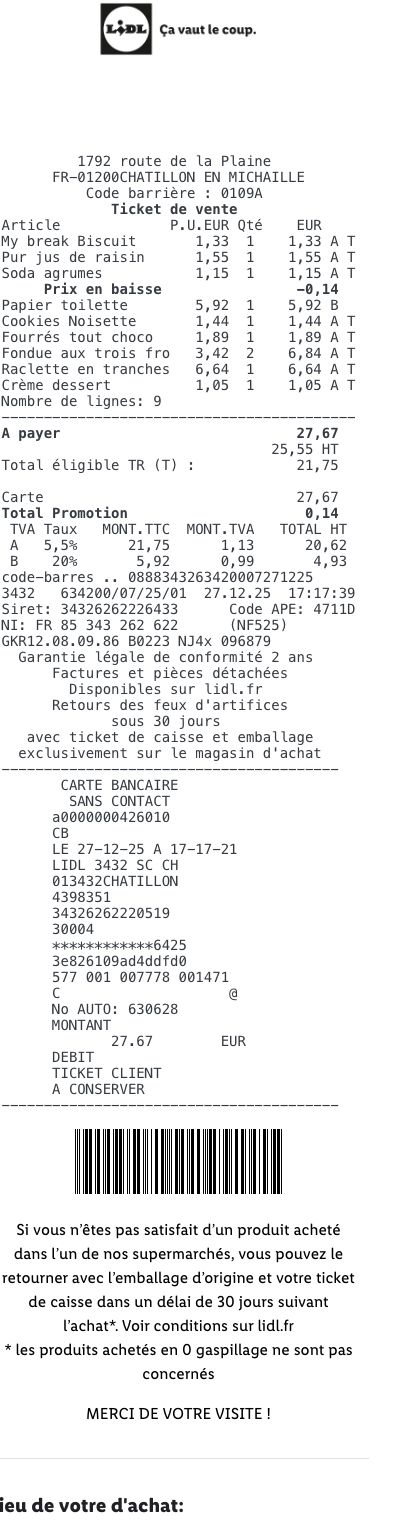 LIDL Ça vaut le coup.
1792 route de la Plaine
FR-01200CHATILLON EN MICHAILLE
Code barrière : 0109A
Ticket de vente
Article P.U.EUR Qté EUR
My break Biscuit 1,33 1 1,33 A T
Pur jus de raisin 1,55 1 1,55 A T
Soda agrumes 1,15 1 1,15 A T
Prix en baisse -0,14
Papier toilette 5,92 1 5,92 B
Cookies Noisette 1,44 1 1,44 A T
Fourrés tout choco 1,89 1 1,89 A T
Fondue aux trois fro 3,42 2 6,84 A T
Raclette en tranches 6,64 1 6,64 A T
Crème dessert 1,05 1 1,05 A T
Nombre de lignes: 9
A payer 27,67
25,55 HT
Total éligible TR (T) : 21,75
Carte 27,67
Total Promotion 0,14
TVA Taux MONT.TTC MONT.TVA TOTAL HT
A 5,5% 21,75 1,13 20,62
B 20% 5,92 0,99 4,93
code-barres .. 0888343263420007271225
3432 634200/07/25/01 27.12.25 17:17:39
Siret: 34326262226433 Code APE: 4711D
NI: FR 85 343 262 622 (NF525)
GKR12.08.09.86 B0223 NJ4x 096879
Garantie légale de conformité 2 ans
Factures et pièces détachées
Disponibles sur lidl.fr
Retours des feux d'artifices
sous 30 jours
avec ticket de caisse et emballage
exclusivement sur le magasin d'achat
CARTE BANCAIRE
SANS CONTACT
a0000000426010
CB
LE 27-12-25 A 17-17-21
LIDL 3432 SC CH
013432CHATILLON
4398351
34326262220519
30004
************6425
3e826109ad4ddfd0
577 001 007778 001471
C @
No AUTO: 630628
MONTANT
27.67 EUR
DEBIT
TICKET CLIENT
A CONSERVER
Si vous n'êtes pas satisfait d'un produit acheté
dans l'un de nos supermarchés, vous pouvez le
retourner avec l'emballage d'origine et votre ticket
de caisse dans un délai de 30 jours suivant
l'achat*. Voir conditions sur lidl.fr
* les produits achetés en 0 gaspillage ne sont pas
concernés
MERCI DE VOTRE VISITE !
ieu de votre d'achat: